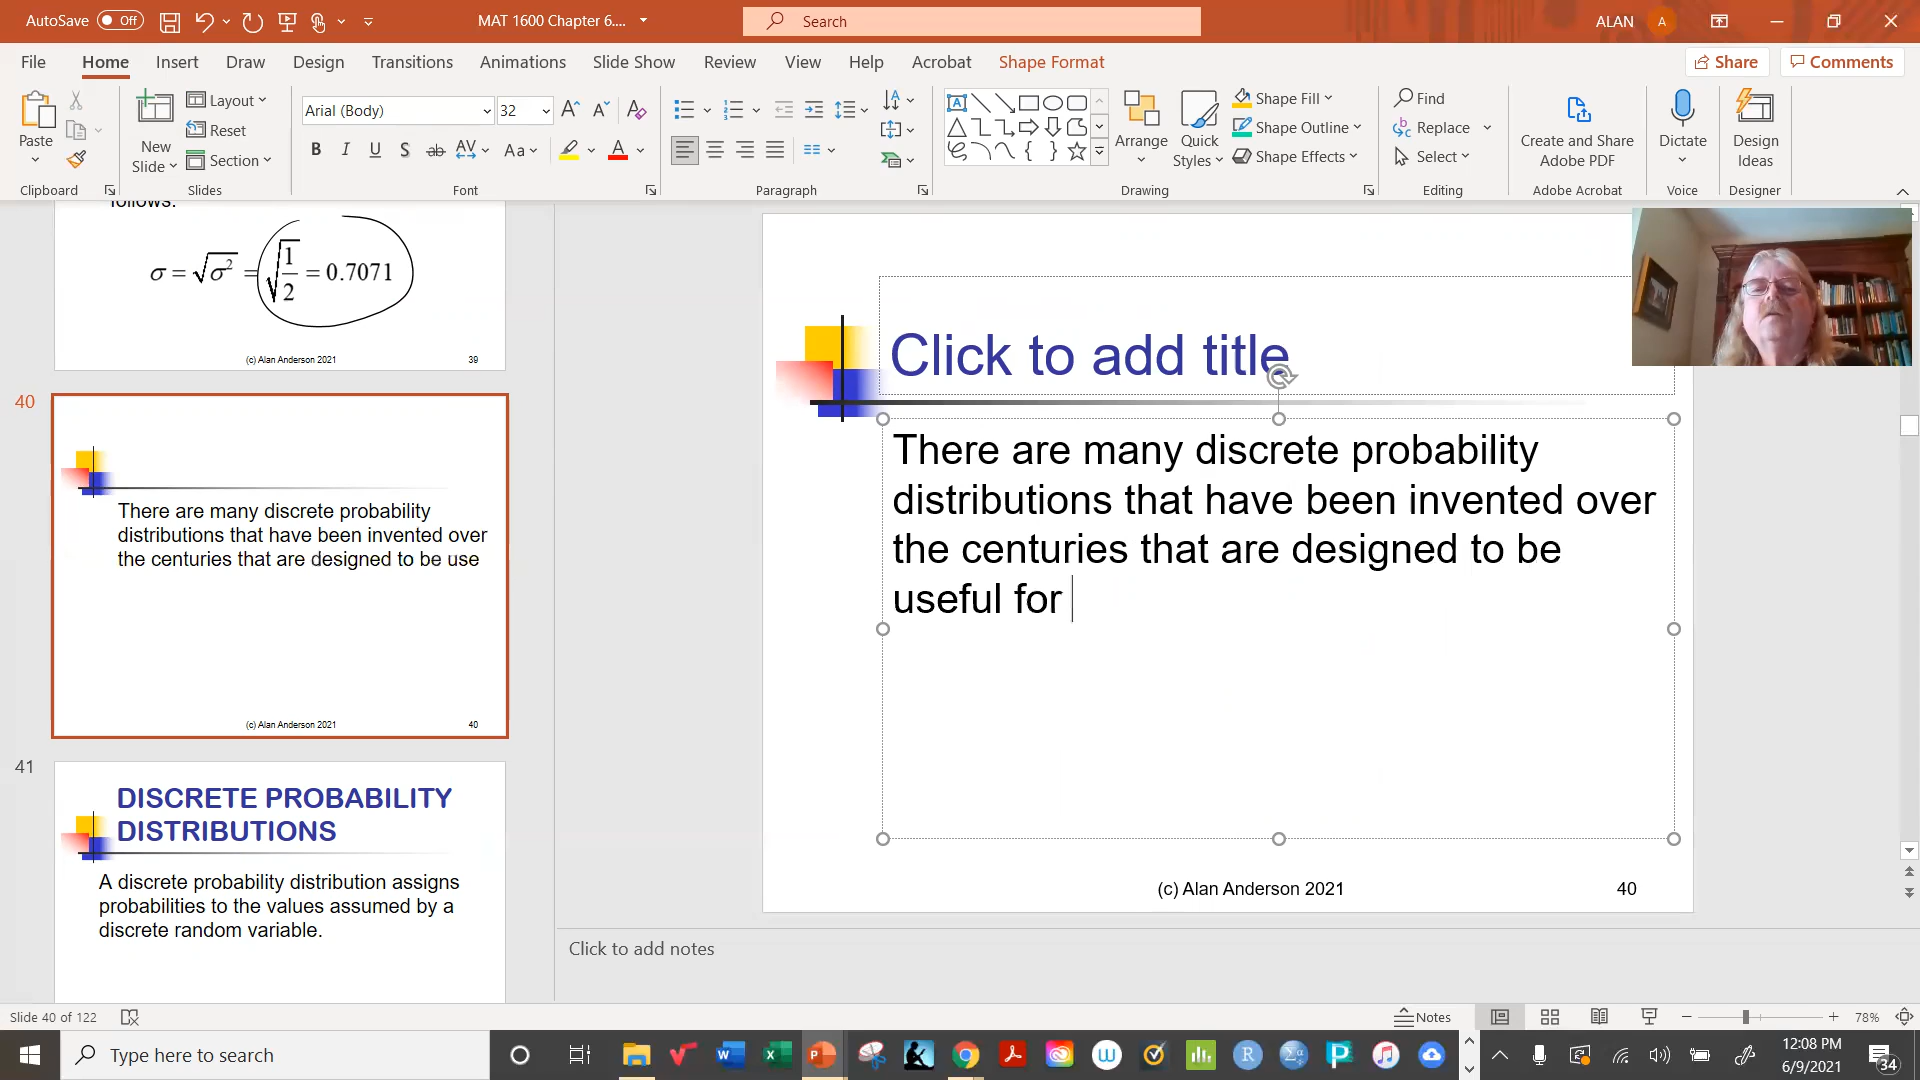 AutoSave Off MAT 1600 Chapter 6.... Search ALAN A
File Home Insert Draw Design Transitions Animations Slide Show Review View Help Acrobat Shape Format Share Comments
Paste
Clipboard
New Slide
Layout
Reset
Section
Slides
Arial (Body) 32
B I U S ab AV Aa A
Font
Paragraph
Arrange
Quick Styles
Shape Fill
Shape Outline
Shape Effects
Drawing
Find
Replace
Select
Editing
Create and Share
Adobe PDF
Adobe Acrobat
Dictate
Voice
Design
Ideas
Designer
follows:
σ = √σ² = √1/2 = 0.7071
(c) Alan Anderson 2021 39
40
There are many discrete probability
distributions that have been invented over
the centuries that are designed to be use
(c) Alan Anderson 2021 40
41
DISCRETE PROBABILITY
DISTRIBUTIONS
A discrete probability distribution assigns
probabilities to the values assumed by a
discrete random variable.
Click to add title
There are many discrete probability
distributions that have been invented over
the centuries that are designed to be
useful for
(c) Alan Anderson 2021 40
Click to add notes
Slide 40 of 122 Notes 78%
Type here to search
12:08 PM
6/9/2021
34